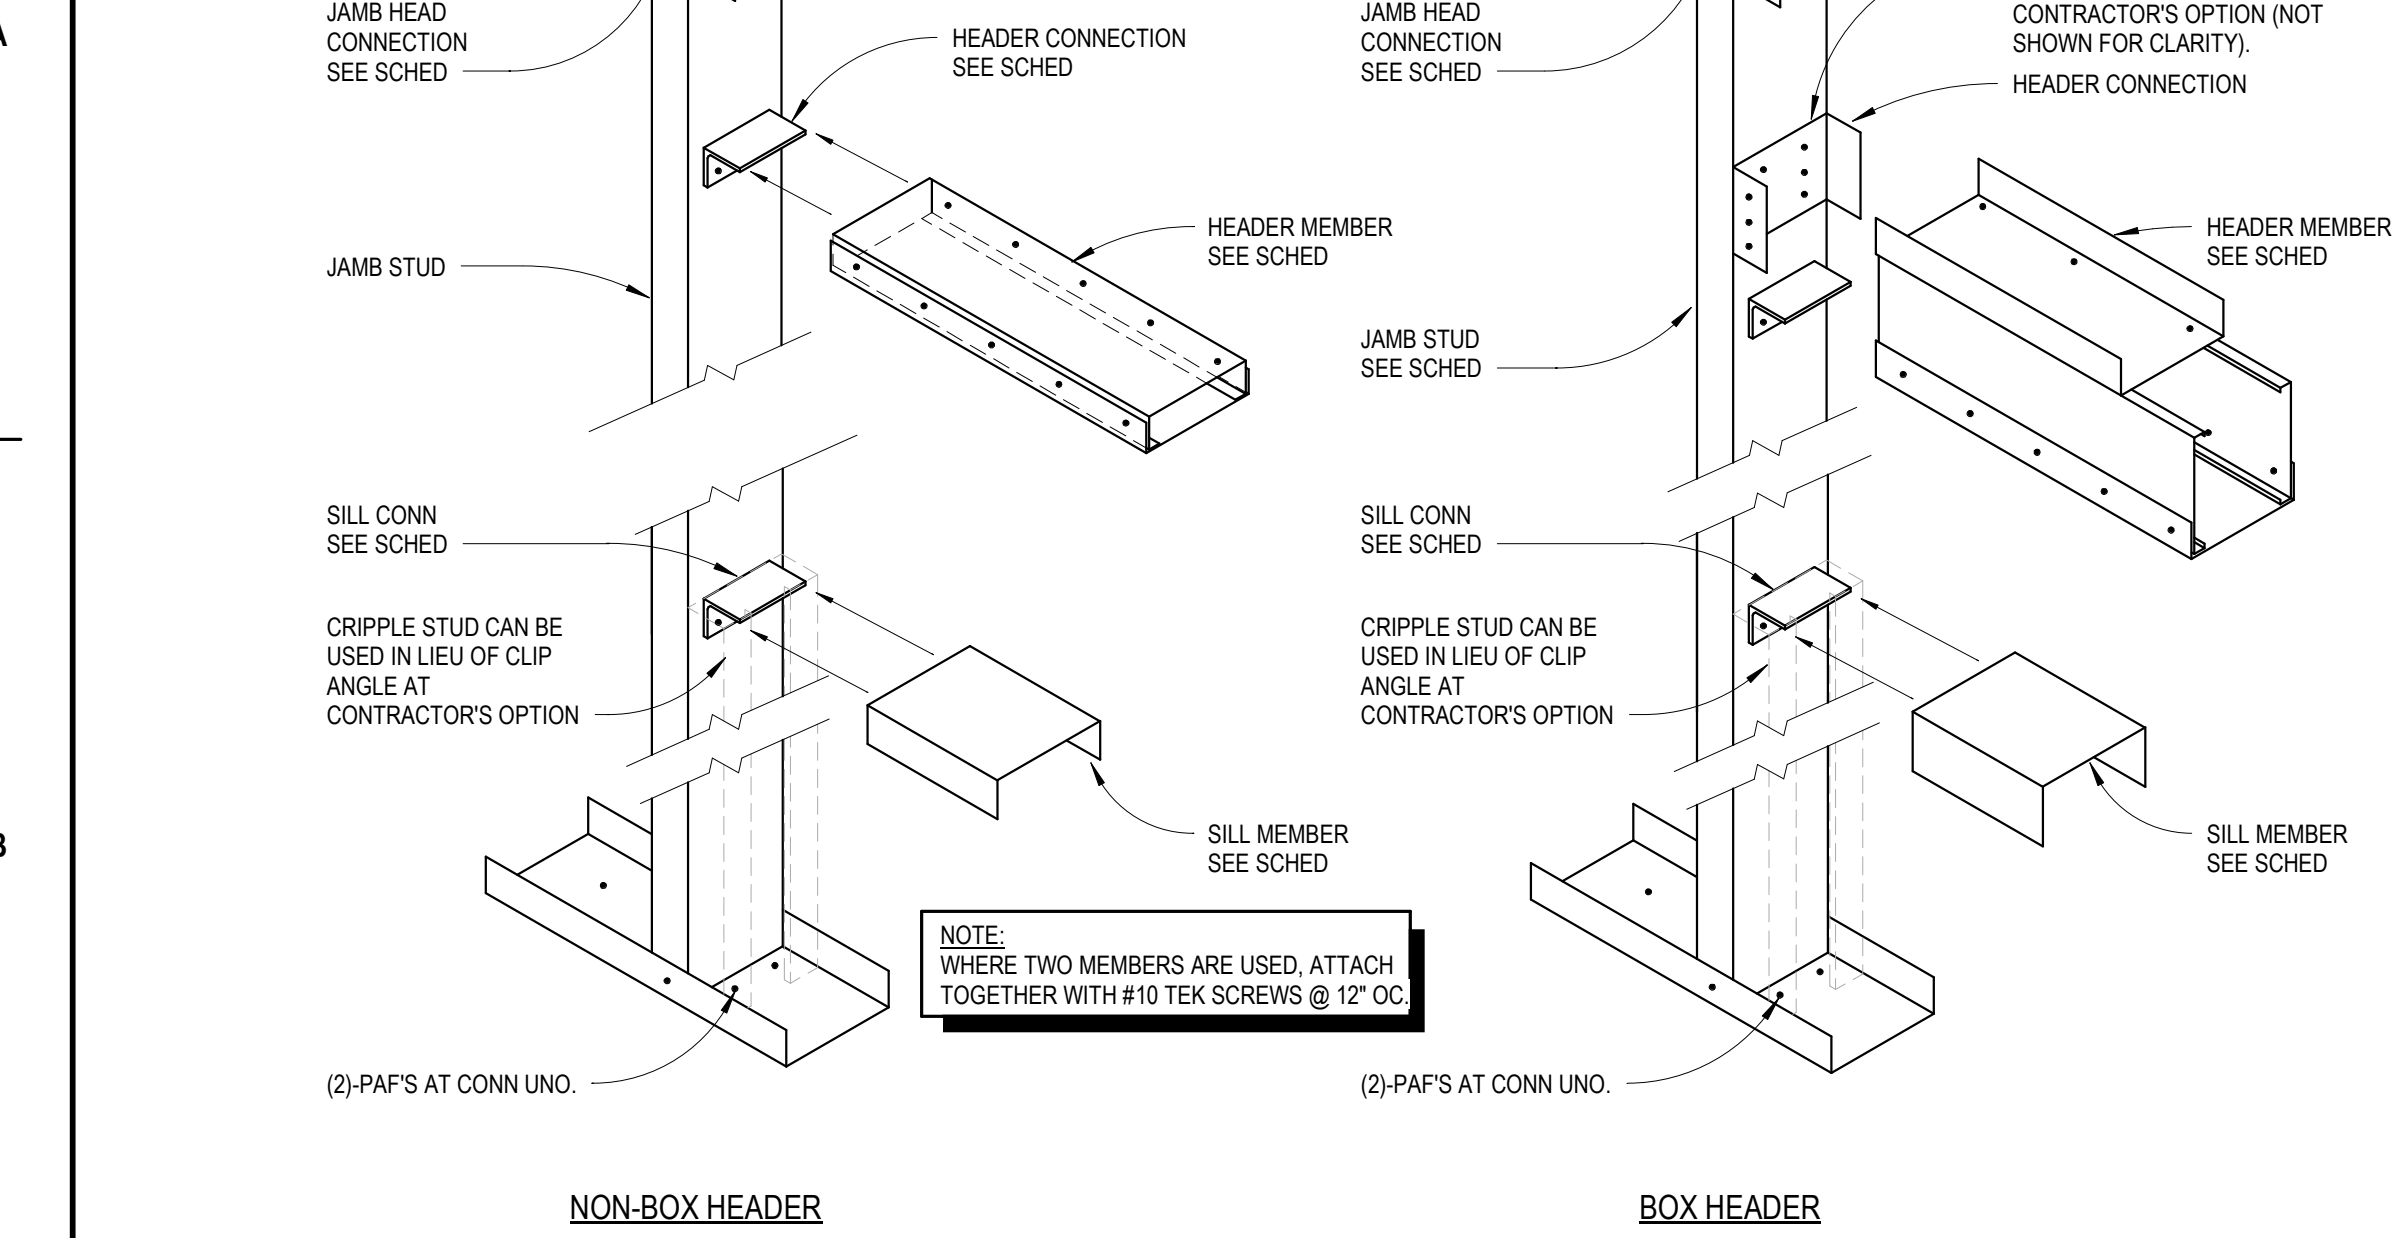 A
JAMB HEAD
CONNECTION
SEE SCHED
HEADER CONNECTION
SEE SCHED
JAMB HEAD
CONNECTION
SEE SCHED
CONTRACTOR'S OPTION (NOT
SHOWN FOR CLARITY).
HEADER CONNECTION
HEADER MEMBER
SEE SCHED
HEADER MEMBER
SEE SCHED
JAMB STUD
JAMB STUD
SEE SCHED
SILL CONN
SEE SCHED
SILL CONN
SEE SCHED
CRIPPLE STUD CAN BE
USED IN LIEU OF CLIP
ANGLE AT
CONTRACTOR'S OPTION
CRIPPLE STUD CAN BE
USED IN LIEU OF CLIP
ANGLE AT
CONTRACTOR'S OPTION
SILL MEMBER
SEE SCHED
SILL MEMBER
SEE SCHED
B
NOTE:
WHERE TWO MEMBERS ARE USED, ATTACH
TOGETHER WITH #10 TEK SCREWS @ 12" OC.
(2)-PAF'S AT CONN UNO.
(2)-PAF'S AT CONN UNO.
NON-BOX HEADER
BOX HEADER